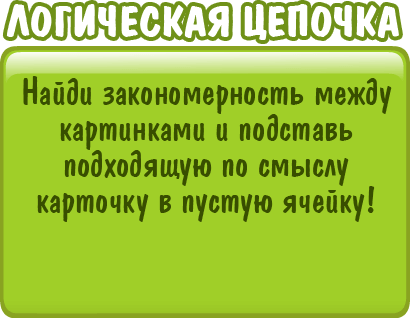 ЛОГИЧЕСКАЯ ЦЕПОЧКА
Найди закономерность между
картинками и подставь
подходящую по смыслу
карточку в пустую ячейку!